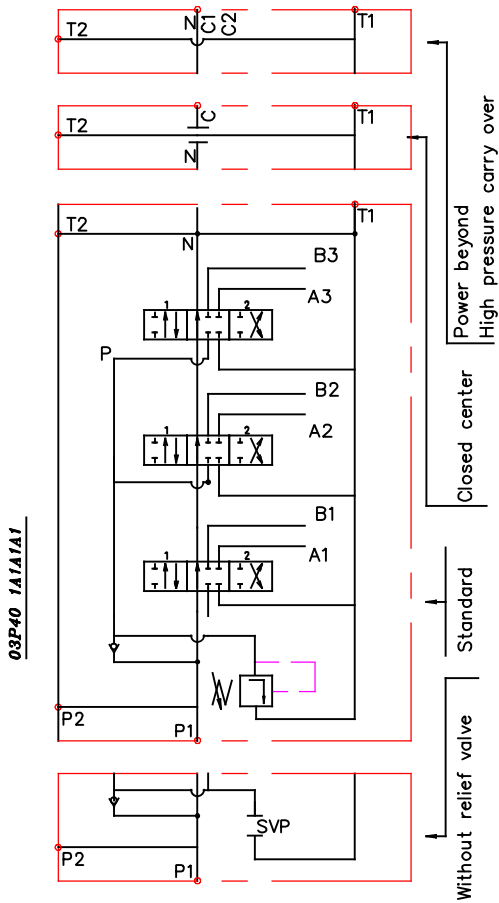 T2
N
C1
C2
T1
T2
C
N
T1
T2
N
T1
B3
A3
1
2
P
B2
A2
1
2
B1
A1
1
2
P2
P1
SVP
P2
P1
03P40 1A1A1A1
Power beyond
High pressure carry over
Closed center
Standard
Without relief valve